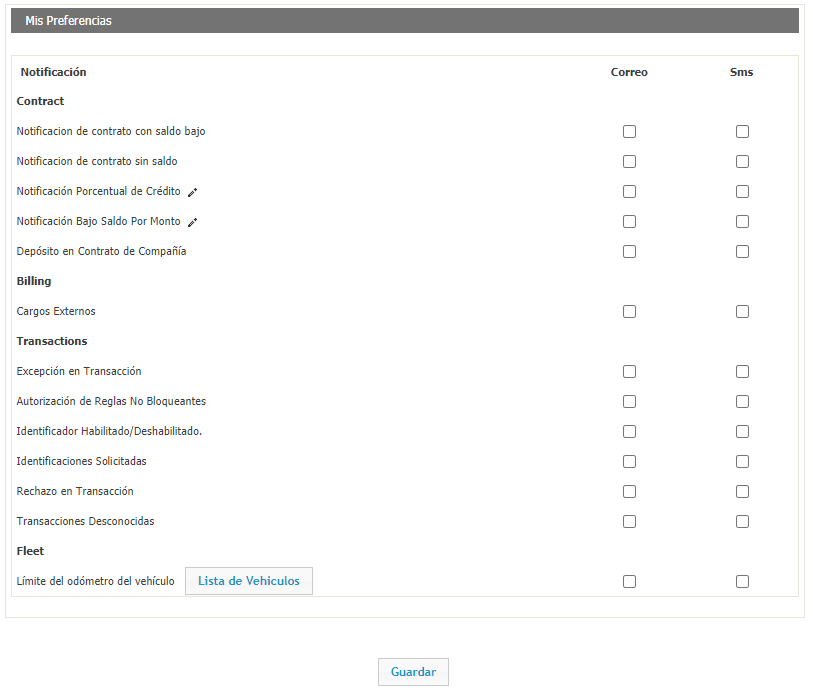 Mis Preferencias
Notificación Correo Sms
Contract
Notificacion de contrato con saldo bajo
Notificacion de contrato sin saldo
Notificación Porcentual de Crédito
Notificación Bajo Saldo Por Monto
Depósito en Contrato de Compañía
Billing
Cargos Externos
Transactions
Excepción en Transacción
Autorización de Reglas No Bloqueantes
Identificador Habilitado/Deshabilitado.
Identificaciones Solicitadas
Rechazo en Transacción
Transacciones Desconocidas
Fleet
Límite del odómetro del vehículo Lista de Vehiculos
Guardar